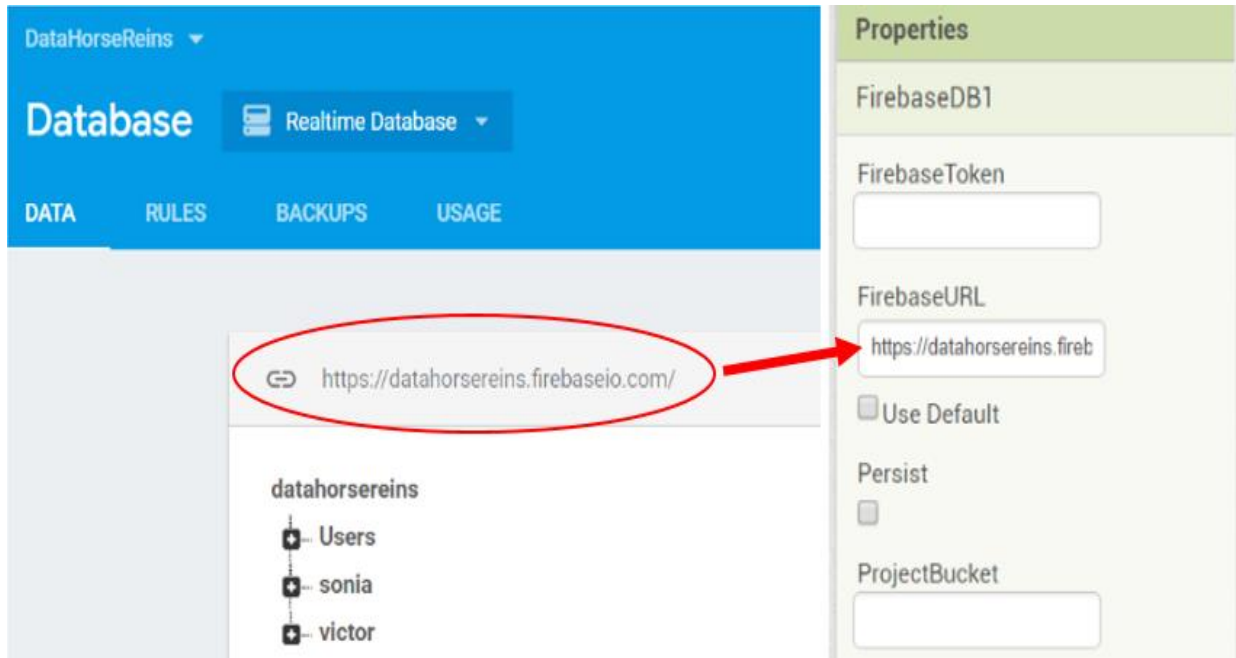 DataHorseReins
Database
Realtime Database
DATA RULES BACKUPS USAGE
https://datahorsereins.firebaseio.com/
datahorsereins
Users
sonia
victor
Properties
FirebaseDB1
FirebaseToken
FirebaseURL
https://datahorsereins.fireb
Use Default
Persist
ProjectBucket